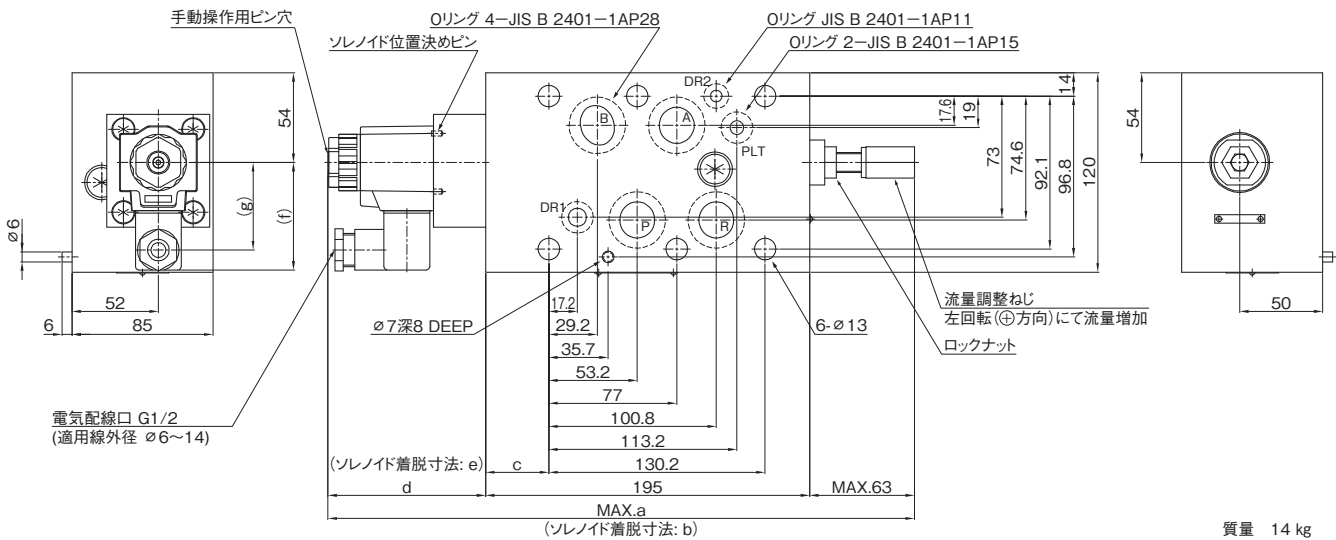 手動操作用ピン穴
ソレノイド位置決めピン
Oリング 4-JIS B 2401-1AP28
Oリング JIS B 2401-1AP11
Oリング 2-JIS B 2401-1AP15
54
(g)
(f)
ø6
52
6
85
電気配線口 G1/2
(適用線外径 ø6~14)
DR2
B
A
PLT
DR1
P
R
ø7深8 DEEP
17.2
29.2
35.7
53.2
77
100.8
113.2
130.2
(ソレノイド着脱寸法: e)
c
d
195
MAX.63
MAX.a
(ソレノイド着脱寸法: b)
14
17.6
19
73
74.6
92.1
96.8
120
6-ø13
流量調整ねじ
左回転(⊕方向)にて流量増加
ロックナット
54
50
質量 14 kg